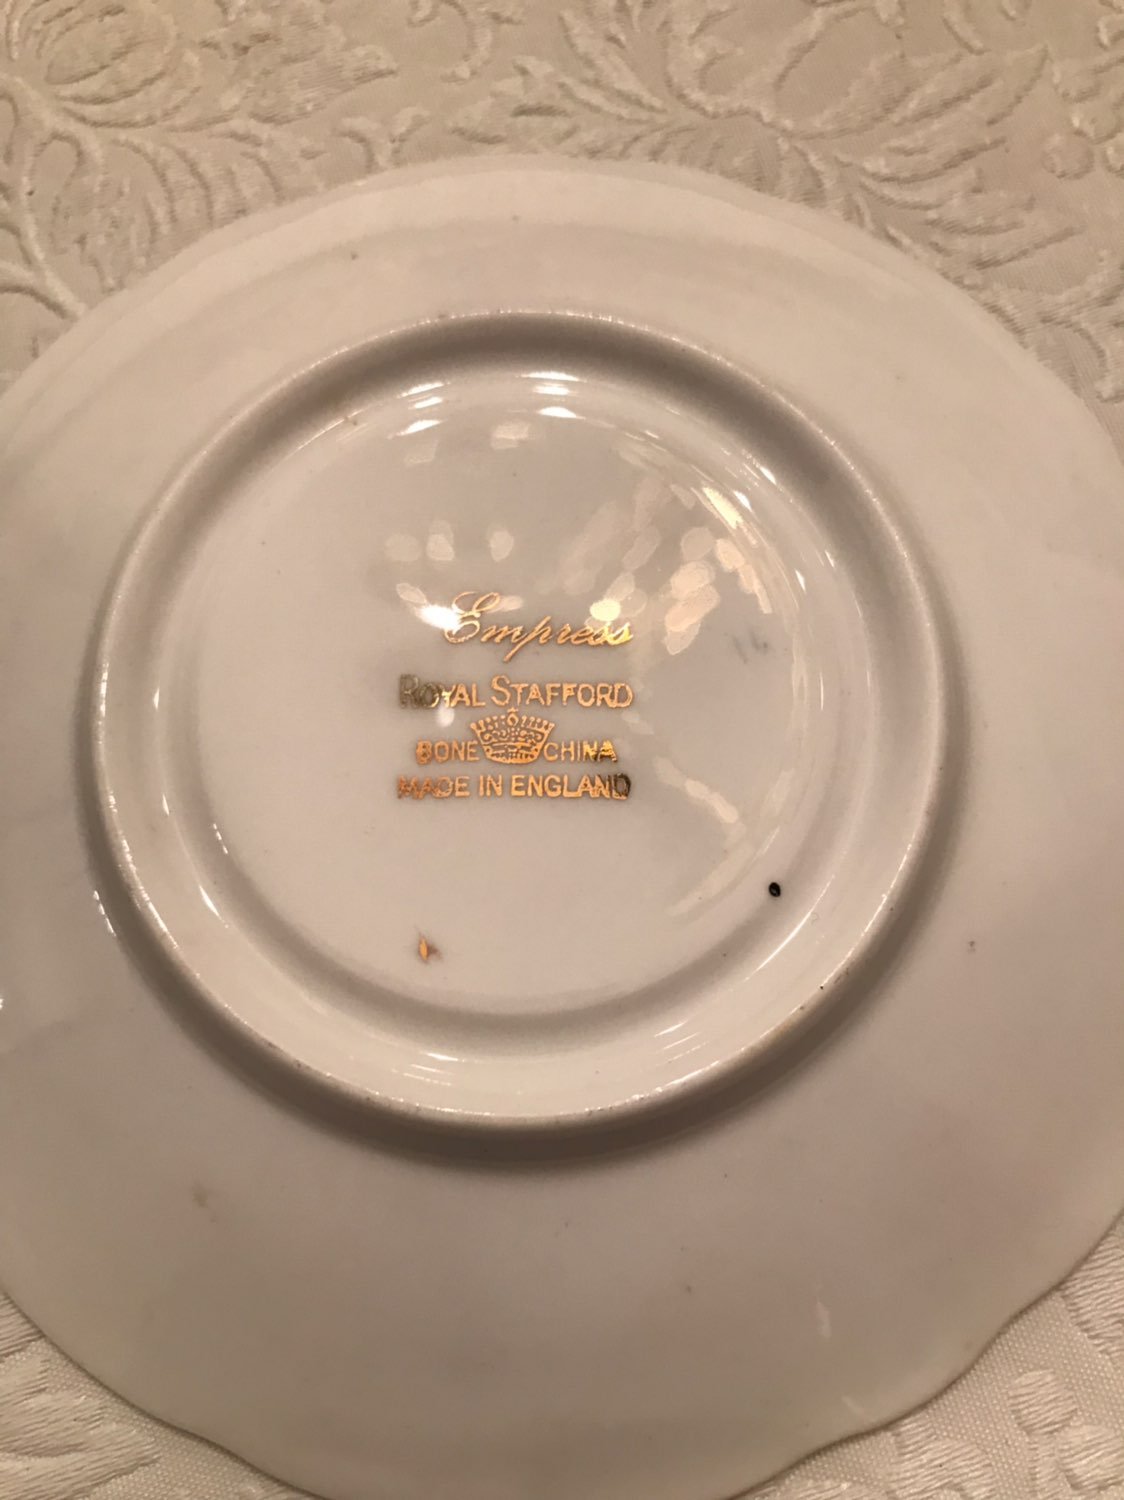 Empress
ROYAL STAFFORD
BONE CHINA
MADE IN ENGLAND